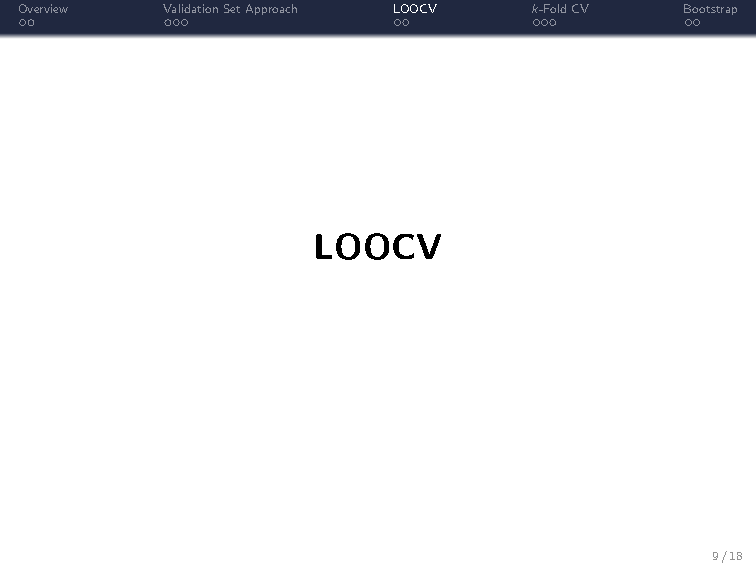 Overview Validation Set Approach LOOCV k-Fold CV Bootstrap
LOOCV
9 / 18